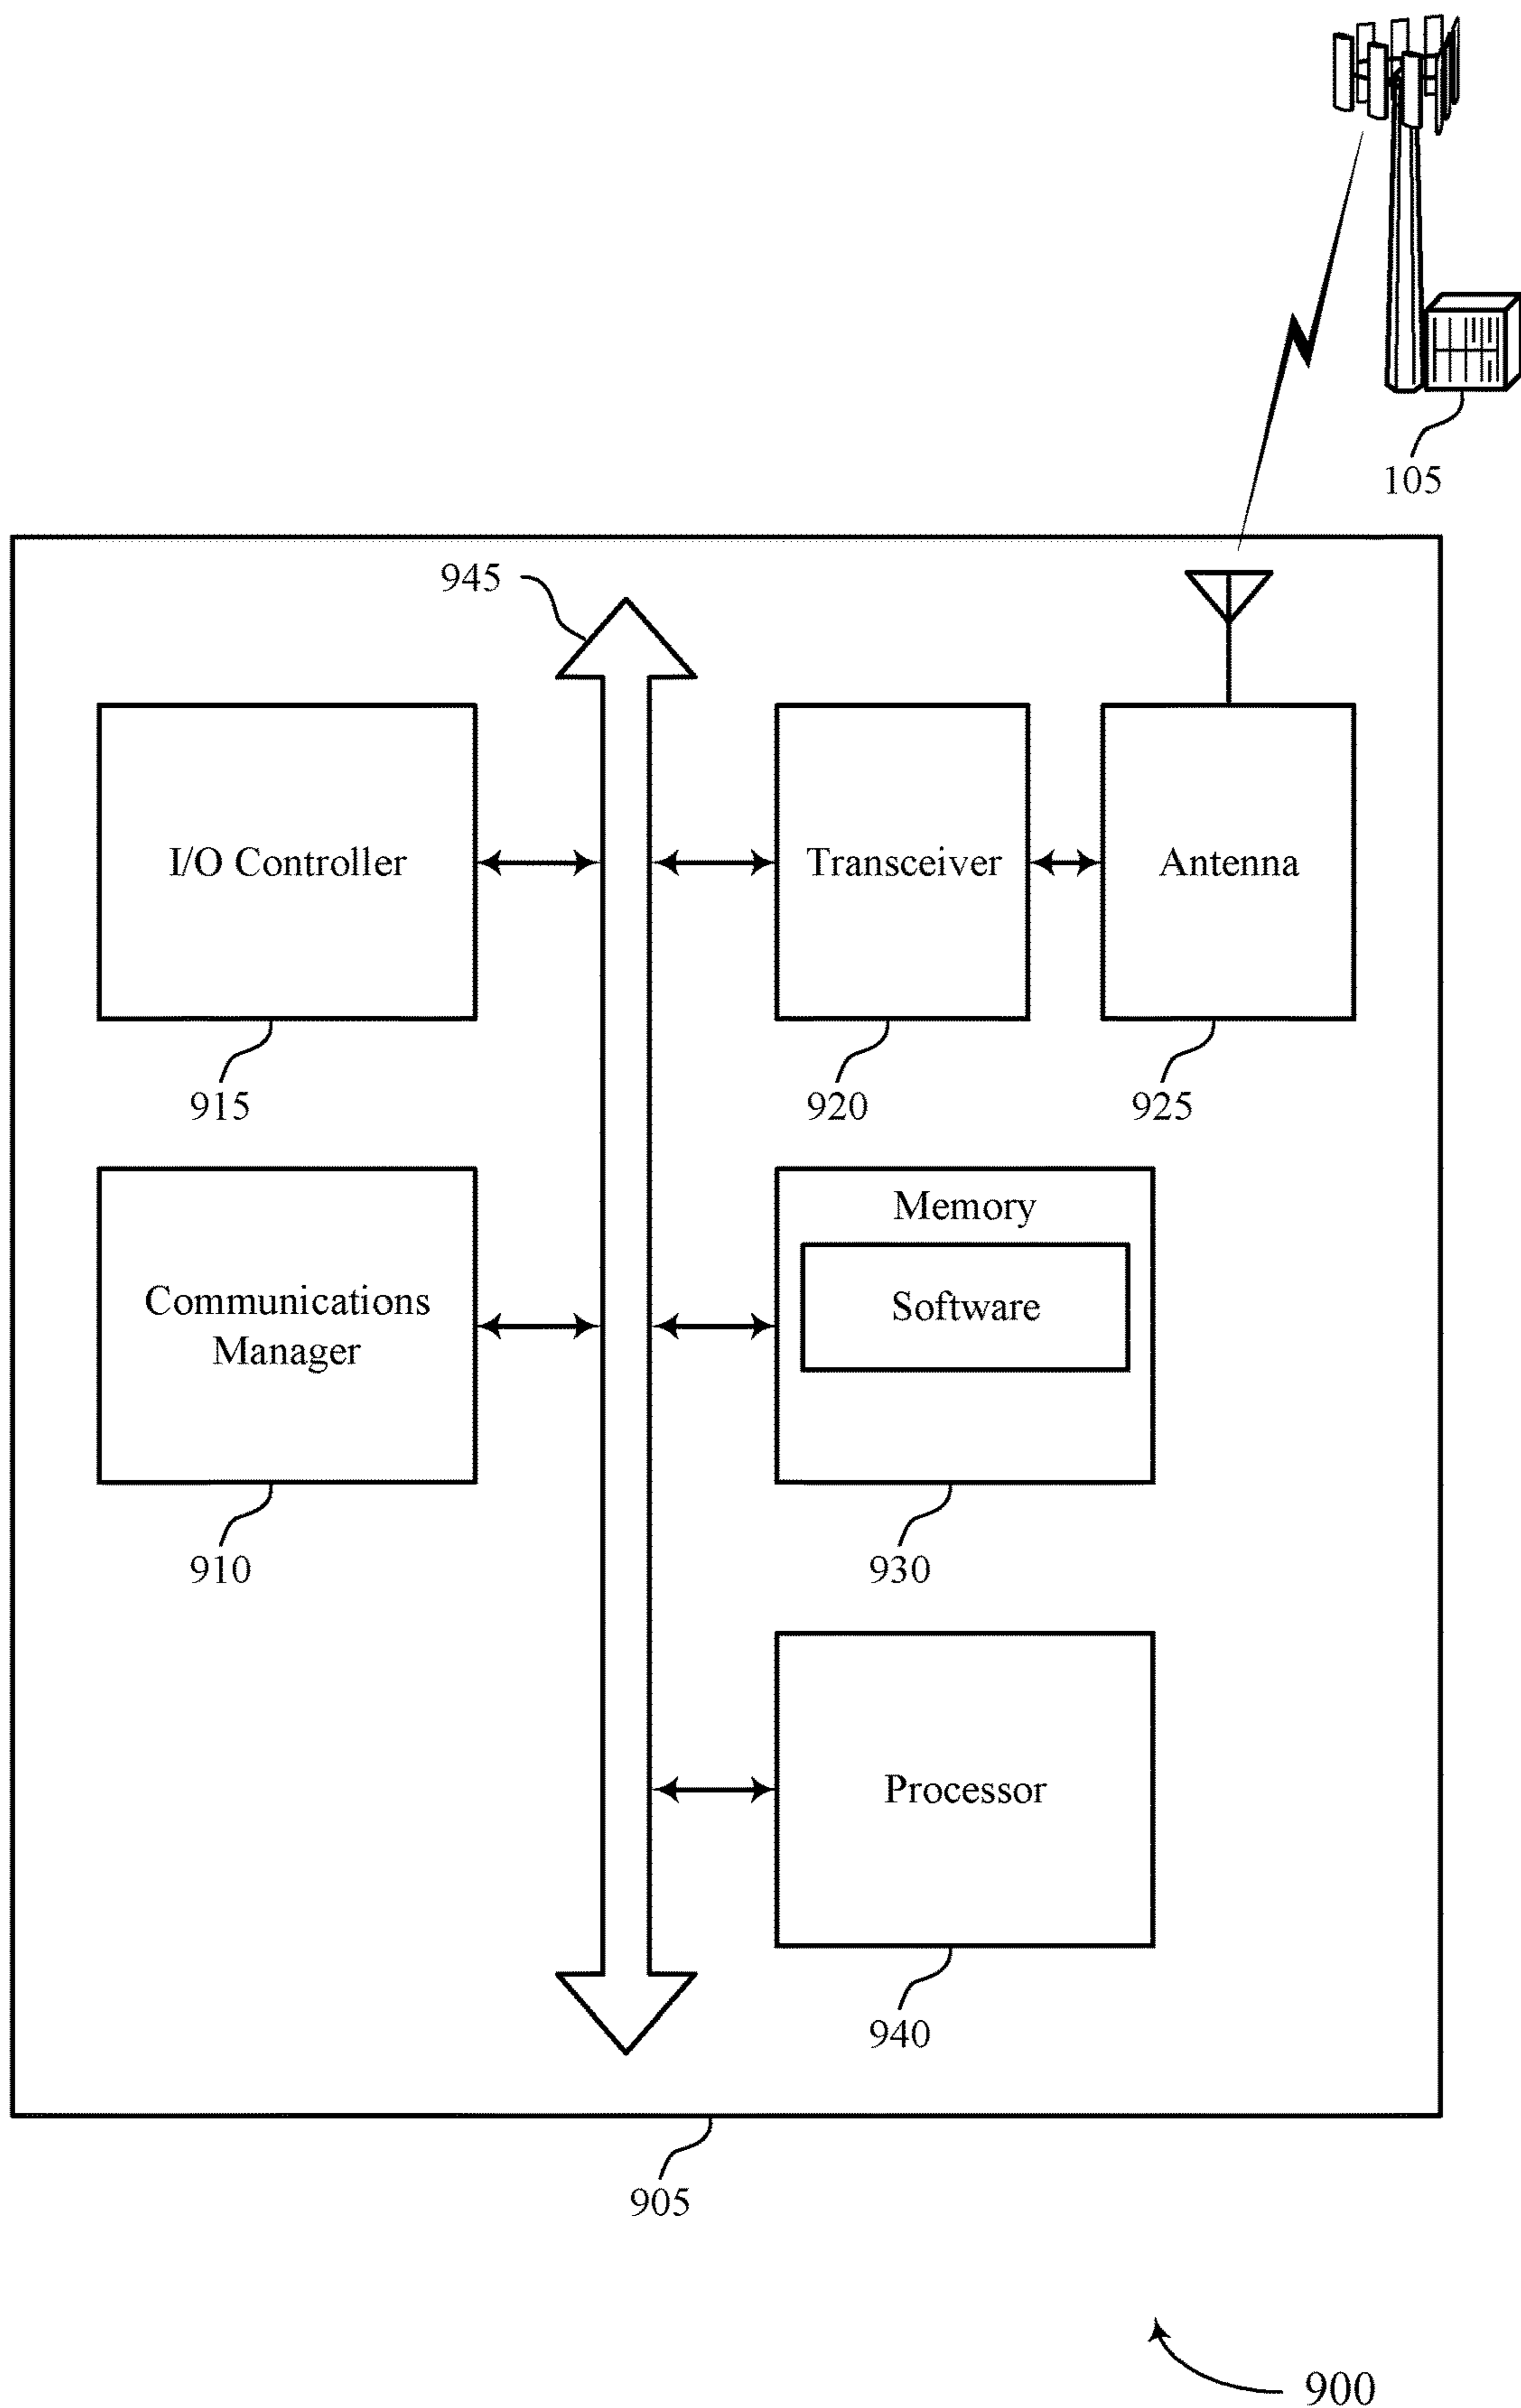 105
945
I/O Controller
Transceiver
Antenna
915
920
925
Communications
Manager
Memory
Software
910
930
Processor
940
905
900